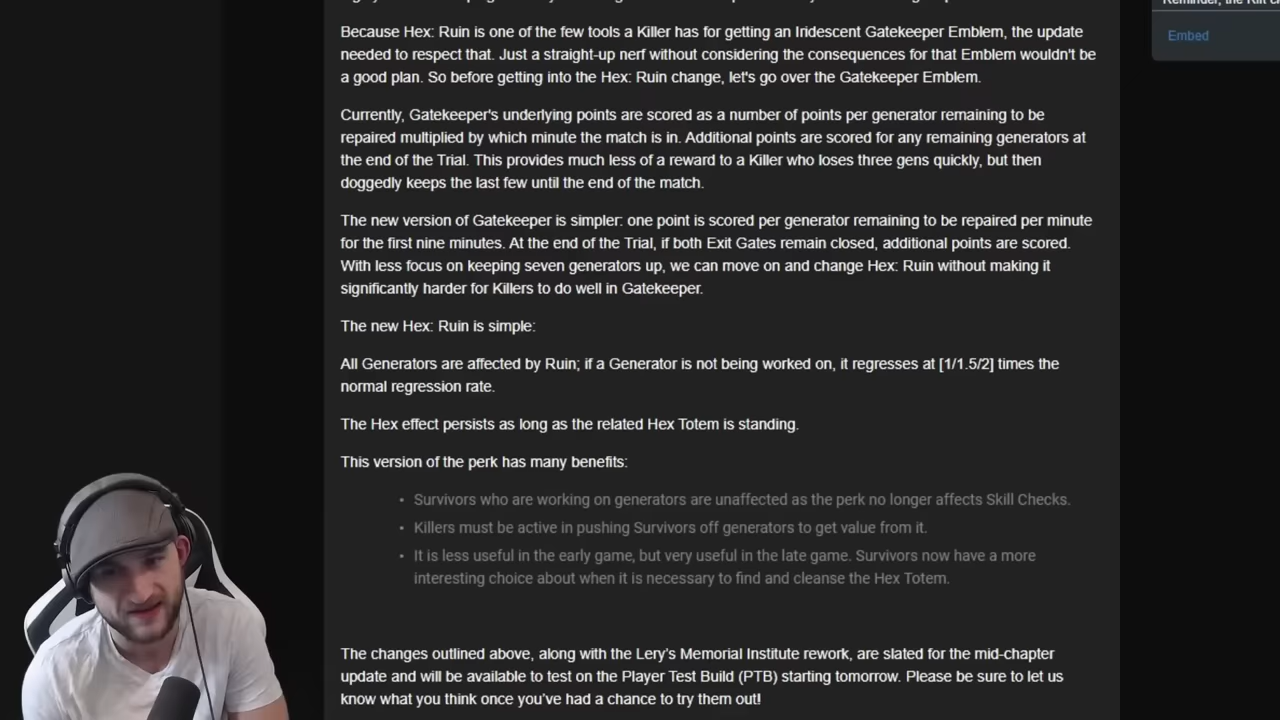 Embed
Because Hex: Ruin is one of the few tools a Killer has for getting an Iridescent Gatekeeper Emblem, the update
needed to respect that. Just a straight-up nerf without considering the consequences for that Emblem wouldn't be
a good plan. So before getting into the Hex: Ruin change, let's go over the Gatekeeper Emblem.
Currently, Gatekeeper's underlying points are scored as a number of points per generator remaining to be
repaired multiplied by which minute the match is in. Additional points are scored for any remaining generators at
the end of the Trial. This provides much less of a reward to a Killer who loses three gens quickly, but then
doggedly keeps the last few until the end of the match.
The new version of Gatekeeper is simpler: one point is scored per generator remaining to be repaired per minute
for the first nine minutes. At the end of the Trial, if both Exit Gates remain closed, additional points are scored.
With less focus on keeping seven generators up, we can move on and change Hex: Ruin without making it
significantly harder for Killers to do well in Gatekeeper.
The new Hex: Ruin is simple:
All Generators are affected by Ruin; if a Generator is not being worked on, it regresses at [1/1.5/2] times the
normal regression rate.
The Hex effect persists as long as the related Hex Totem is standing.
This version of the perk has many benefits:
• Survivors who are working on generators are unaffected as the perk no longer affects Skill Checks.
• Killers must be active in pushing Survivors off generators to get value from it.
• It is less useful in the early game, but very useful in the late game. Survivors now have a more
interesting choice about when it is necessary to find and cleanse the Hex Totem.
The changes outlined above, along with the Lery's Memorial Institute rework, are slated for the mid-chapter
update and will be available to test on the Player Test Build (PTB) starting tomorrow. Please be sure to let us
know what you think once you've had a chance to try them out!